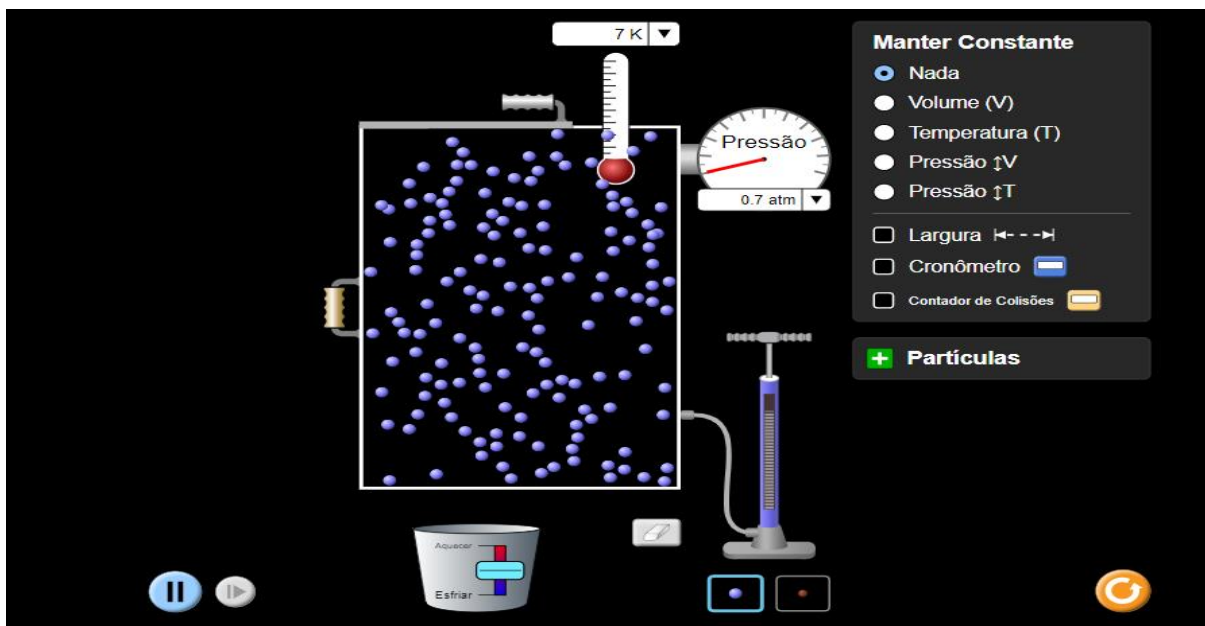 7 K
Pressão
0.7 atm
Manter Constante
Nada
Volume (V)
Temperatura (T)
Pressão ↕V
Pressão ↕T
Largura
Cronômetro
Contador de Colisões
Partículas
Aquecer
Esfriar